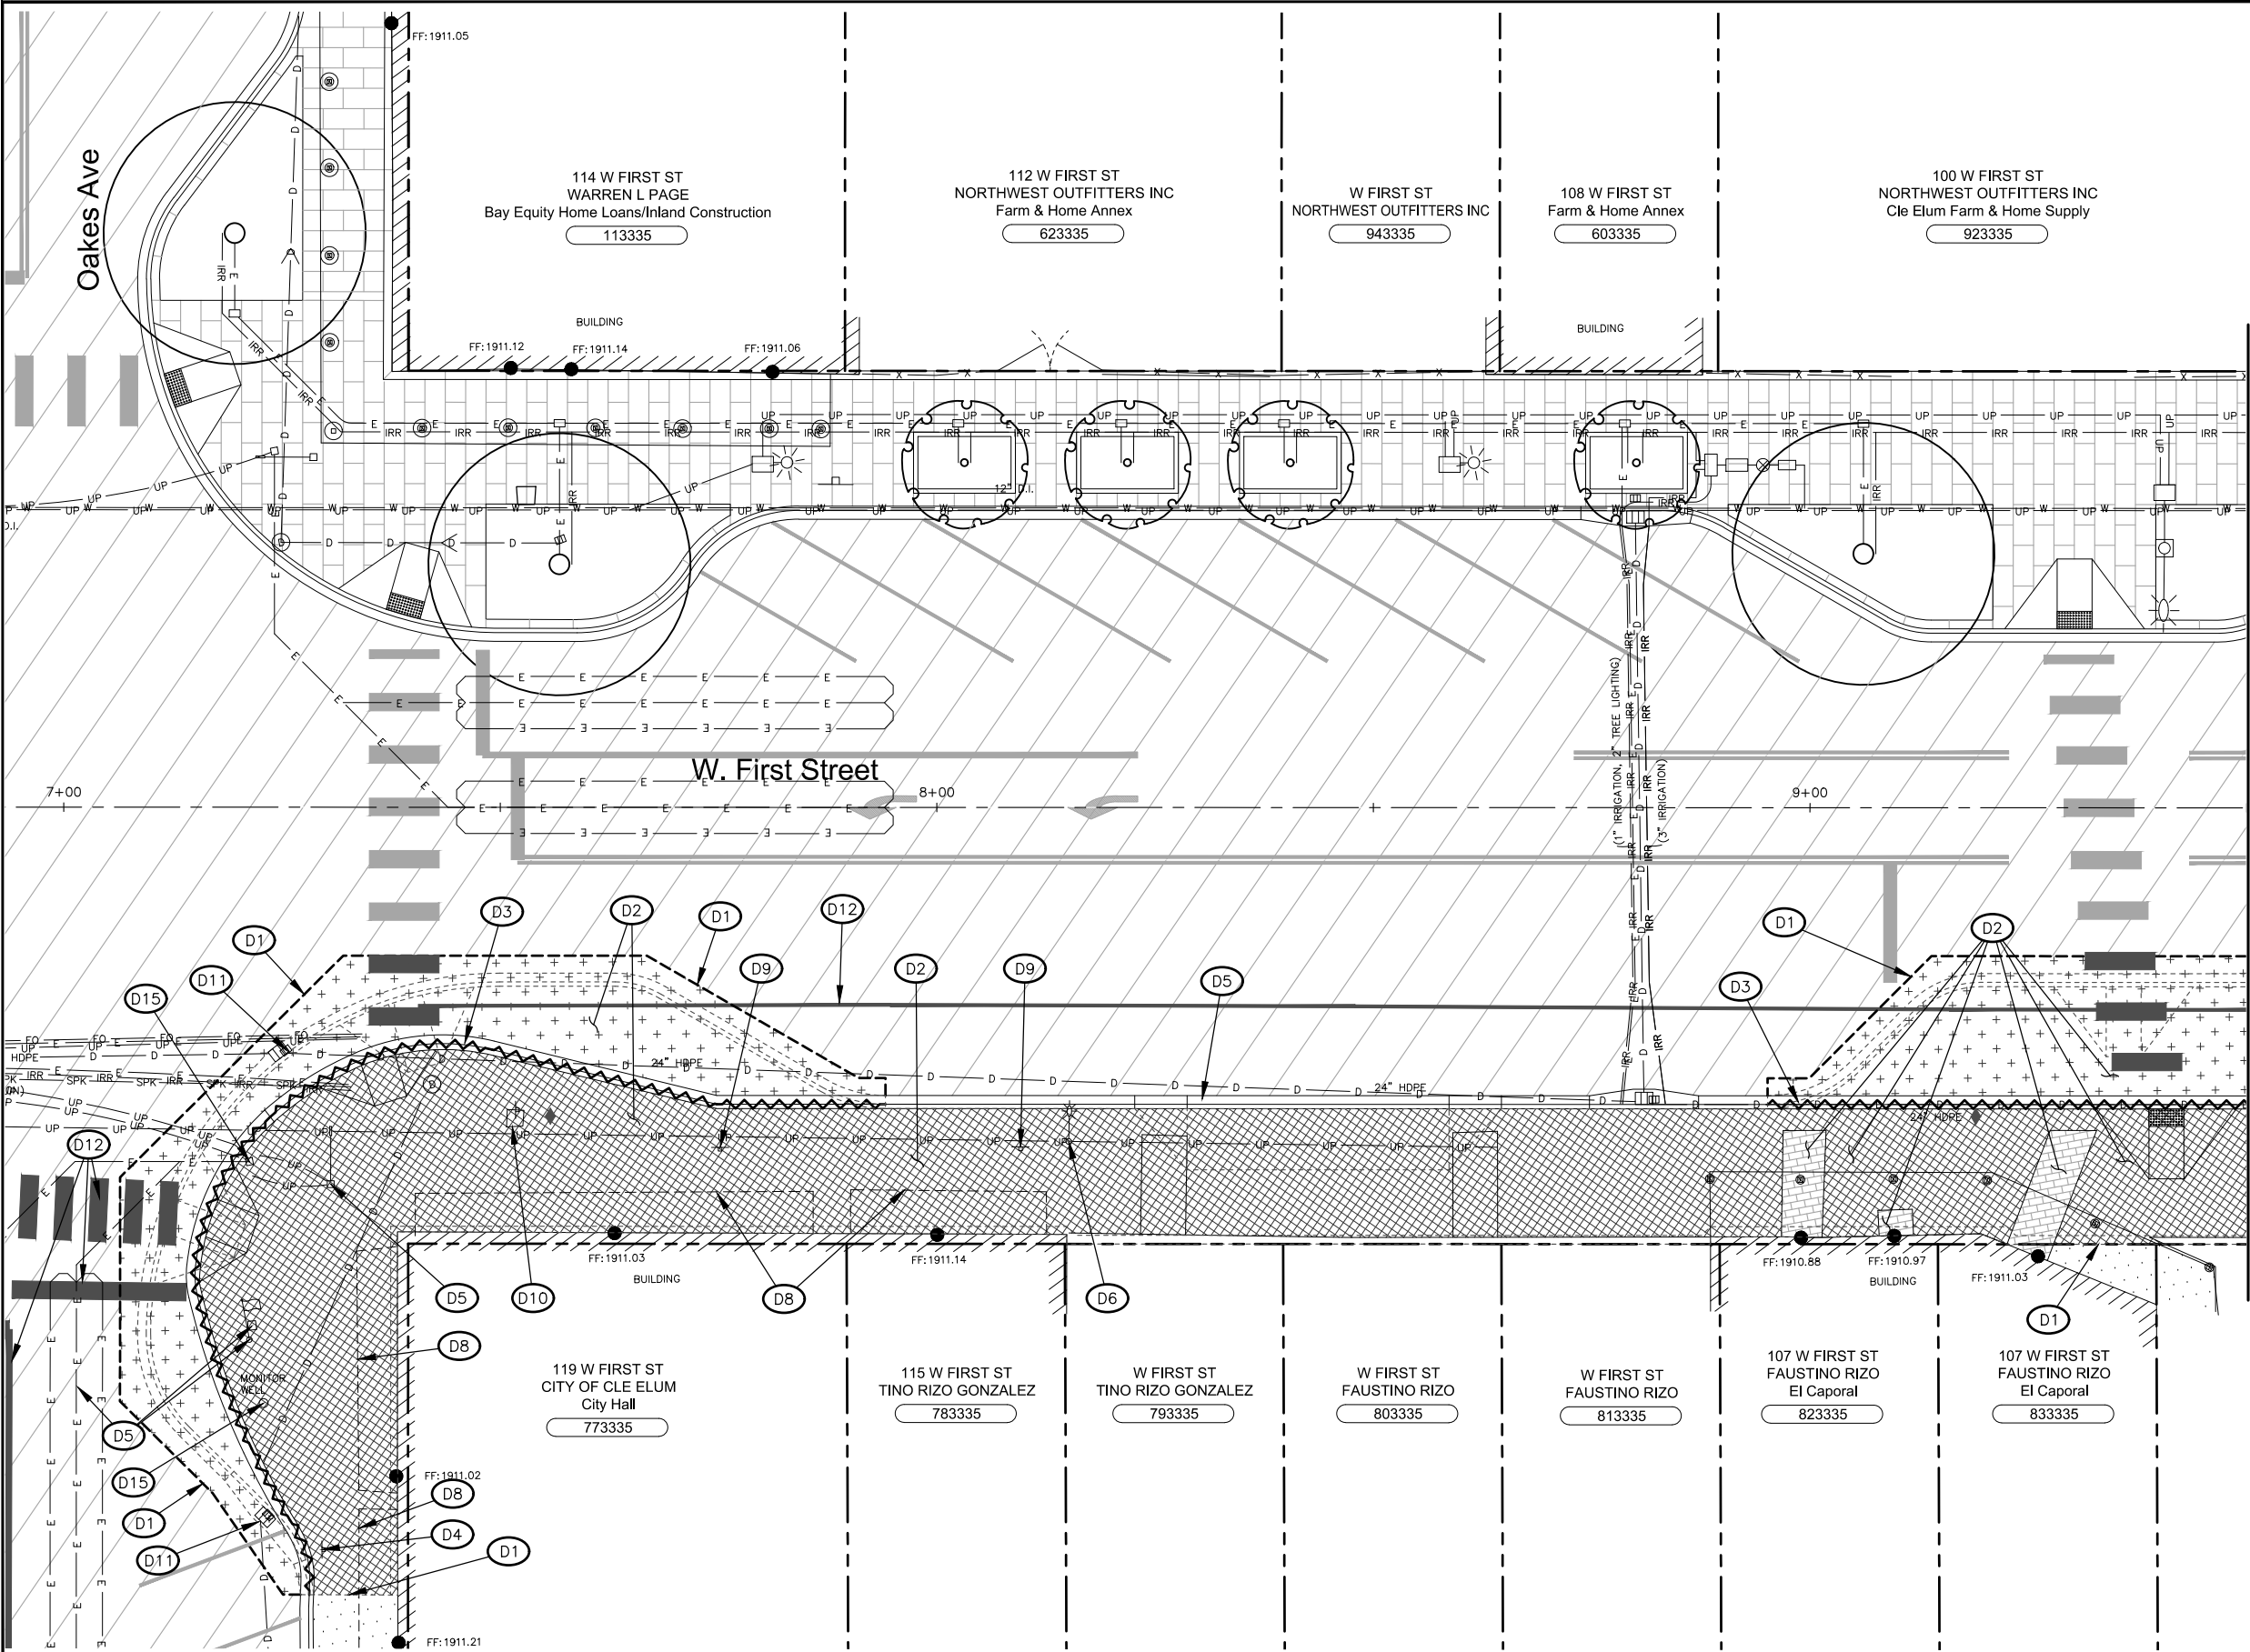 FF:1911.05
Oakes Ave
114 W FIRST ST
WARREN L PAGE
Bay Equity Home Loans/Inland Construction
113335
112 W FIRST ST
NORTHWEST OUTFITTERS INC
Farm & Home Annex
623335
W FIRST ST
NORTHWEST OUTFITTERS INC
943335
108 W FIRST ST
Farm & Home Annex
603335
100 W FIRST ST
NORTHWEST OUTFITTERS INC
Cle Elum Farm & Home Supply
923335
BUILDING
BUILDING
FF:1911.12
FF:1911.14
FF:1911.06
12" D.I.
D.I.
(1" IRRIGATION, 2" TREE LIGHTING)
(3" IRRIGATION)
W. First Street
7+00
8+00
9+00
D1
D11
D15
D3
D2
D1
D9
D12
D2
D9
D5
D1
D3
D2
HDPE
24" HDPE
24" HDPE
24" HDPE
D12
FF:1911.03
BUILDING
FF:1911.14
FF:1910.88
FF:1910.97
BUILDING
FF:1911.03
D5
D10
D8
D6
D1
D8
MONITOR
WELL
D5
D15
D1
D11
119 W FIRST ST
CITY OF CLE ELUM
City Hall
773335
115 W FIRST ST
TINO RIZO GONZALEZ
783335
W FIRST ST
TINO RIZO GONZALEZ
793335
W FIRST ST
FAUSTINO RIZO
803335
W FIRST ST
FAUSTINO RIZO
813335
107 W FIRST ST
FAUSTINO RIZO
El Caporal
823335
107 W FIRST ST
FAUSTINO RIZO
El Caporal
833335
FF:1911.02
D8
D4
D1
FF:1911.21